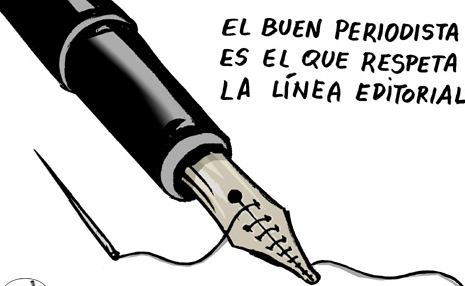 EL BUEN PERIODISTA
ES EL QUE RESPETA
LA LÍNEA EDITORIAL